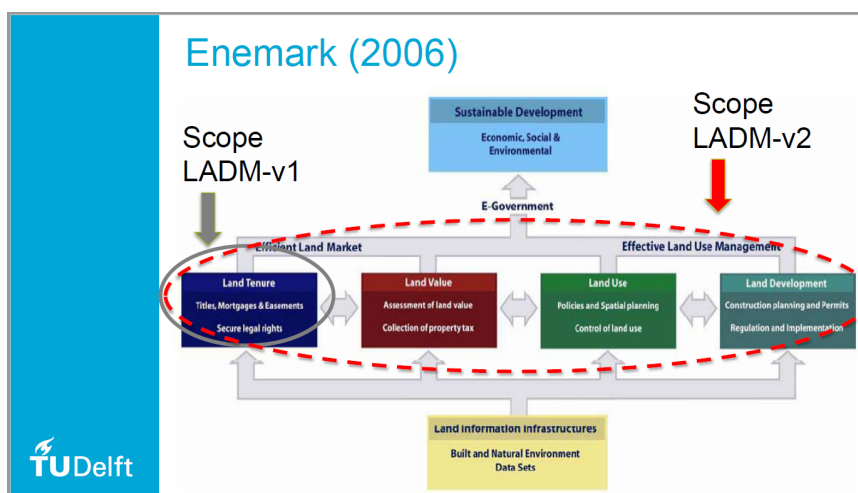 Enemark (2006)
Scope
LADM-v1
Scope
LADM-v2
Sustainable Development
Economic, Social &
Environmental
E-Government
Efficient Land Market
Effective Land Use Management
Land Tenure
Titles, Mortgages & Easements
Secure legal rights
Land Value
Assessment of land value
Collection of property tax
Land Use
Policies and Spatial planning
Control of land use
Land Development
Construction planning and Permits
Regulation and Implementation
Land Information Infrastructures
Built and Natural Environment
Data Sets
TUDelft